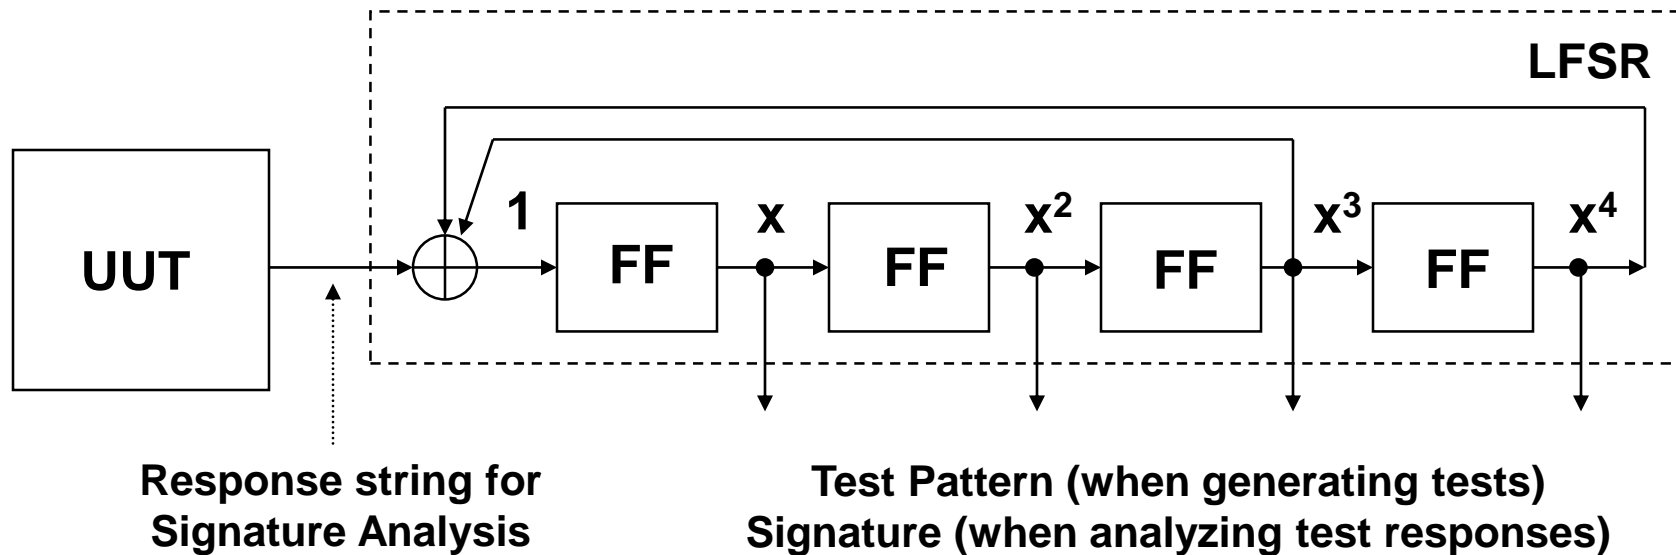 LFSR
1
x
x²
x³
x⁴
UUT
FF
FF
FF
FF
Response string for
Signature Analysis
Test Pattern (when generating tests)
Signature (when analyzing test responses)